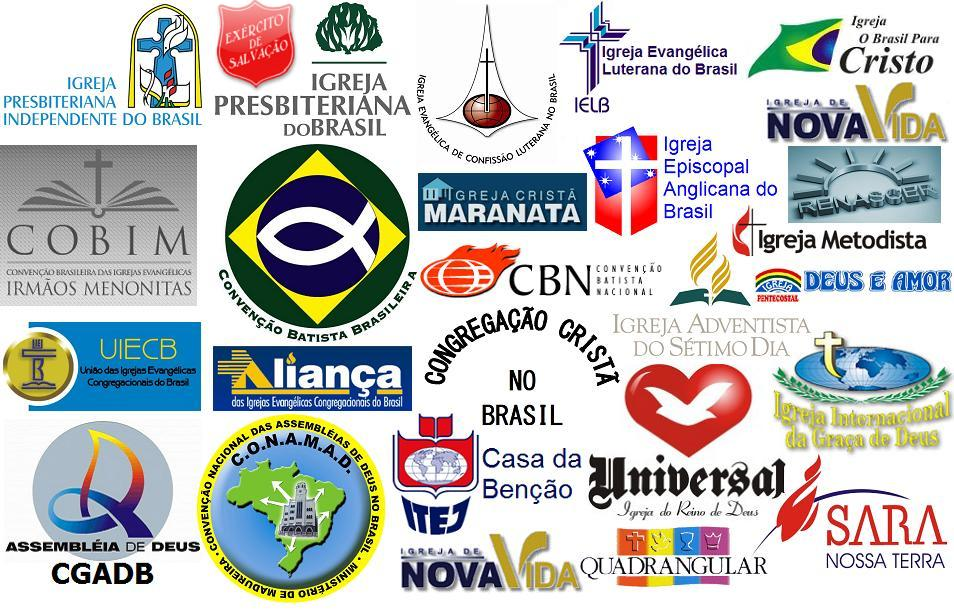 IGREJA
PRESBITERIANA
INDEPENDENTE DO BRASIL
EXÉRCITO
DE
SALVAÇÃO
IGREJA
PRESBITERIANA
DO BRASIL
IGREJA EVANGÉLICA DE CONFISSÃO LUTERANA NO BRASIL
Igreja Evangélica
Luterana do Brasil
IELB
Igreja
O Brasil Para
Cristo
IGREJA DE
NOVA VIDA
COBIM
CONVENÇÃO BRASILEIRA DAS IGREJAS EVANGÉLICAS
IRMÃOS MENONITAS
CONVENÇÃO BATISTA BRASILEIRA
IGREJA CRISTÃ
MARANATA
Igreja
Episcopal
Anglicana do
Brasil
RENASCER
Igreja Metodista
CBN
CONVENÇÃO
BATISTA
NACIONAL
IGREJA
PENTECOSTAL
DEUS E AMOR
IGREJA ADVENTISTA
DO SÉTIMO DIA
UIECB
União das Igrejas Evangélicas
Congregacionais do Brasil
Aliança
das Igrejas Evangélicas Congregacionais do Brasil
CONGREGAÇÃO CRISTÃ
NO
BRASIL
Igreja Internacional
da Graça de Deus
ASSEMBLÉIA DE DEUS
CGADB
CONVENÇÃO NACIONAL DAS ASSEMBLÉIAS DE DEUS NO BRASIL - MINISTÉRIO DE MADUREIRA
C.O.N.A.M.A.D.
Casa da
Benção
ITEJ
Universal
Igreja do Reino de Deus
IGREJA DE
NOVA VIDA
QUADRANGULAR
SARA
NOSSA TERRA